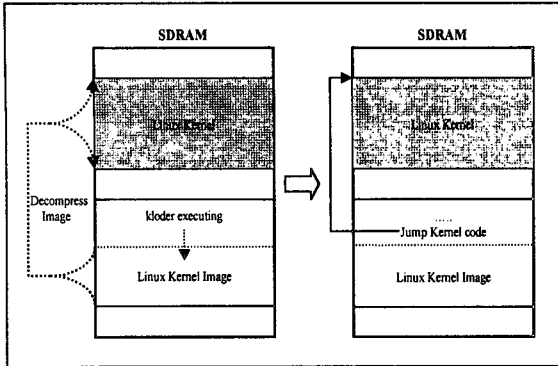 SDRAM
Linux Kernel
Decompress
Image
kloder executing
Linux Kernel Image
SDRAM
Linux Kernel
.....
Jump Kernel code
Linux Kernel Image